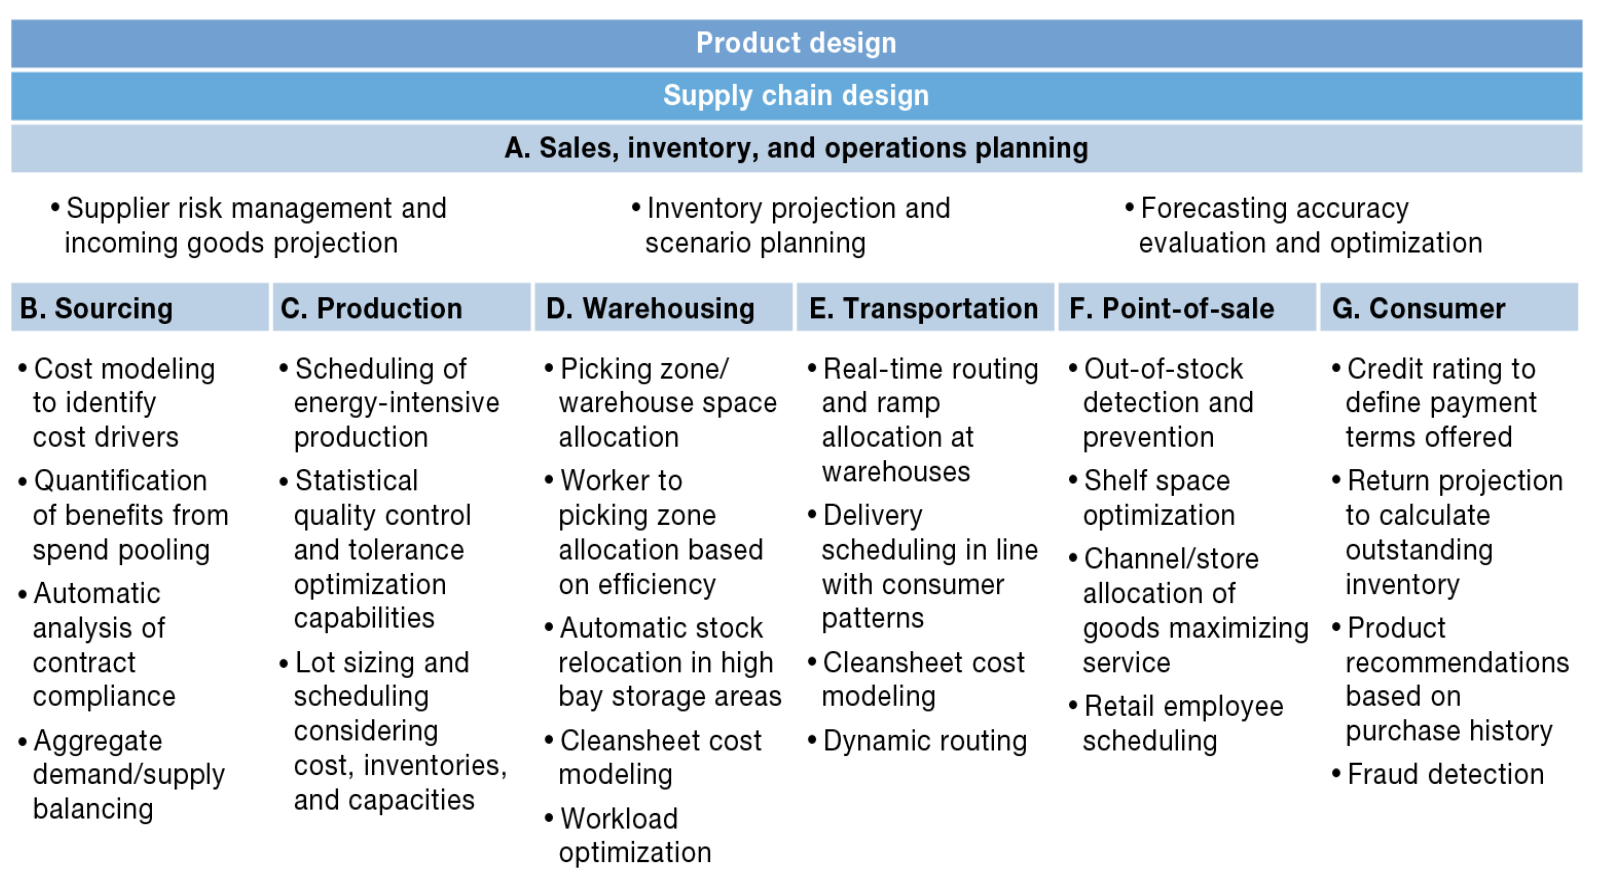 Product design
Supply chain design
A. Sales, inventory, and operations planning
• Supplier risk management and
incoming goods projection
• Inventory projection and
scenario planning
• Forecasting accuracy
evaluation and optimization
B. Sourcing
• Cost modeling
to identify
cost drivers
• Quantification
of benefits from
spend pooling
• Automatic
analysis of
contract
compliance
• Aggregate
demand/supply
balancing
C. Production
• Scheduling of
energy-intensive
production
• Statistical
quality control
and tolerance
optimization
capabilities
• Lot sizing and
scheduling
considering
cost, inventories,
and capacities
D. Warehousing
• Picking zone/
warehouse space
allocation
• Worker to
picking zone
allocation based
on efficiency
• Automatic stock
relocation in high
bay storage areas
• Cleansheet cost
modeling
• Workload
optimization
E. Transportation
• Real-time routing
and ramp
allocation at
warehouses
• Delivery
scheduling in line
with consumer
patterns
• Cleansheet cost
modeling
• Dynamic routing
F. Point-of-sale
• Out-of-stock
detection and
prevention
• Shelf space
optimization
• Channel/store
allocation of
goods maximizing
service
• Retail employee
scheduling
G. Consumer
• Credit rating to
define payment
terms offered
• Return projection
to calculate
outstanding
inventory
• Product
recommendations
based on
purchase history
• Fraud detection